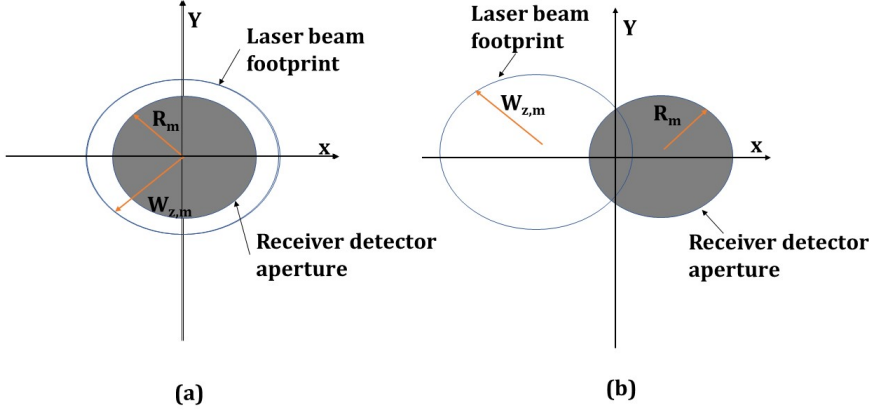 Y
Laser beam
footprint
R_m
x
W_z,m
Receiver detector
aperture
(a)
Laser beam
footprint
Y
W_z,m
R_m
x
Receiver detector
aperture
(b)